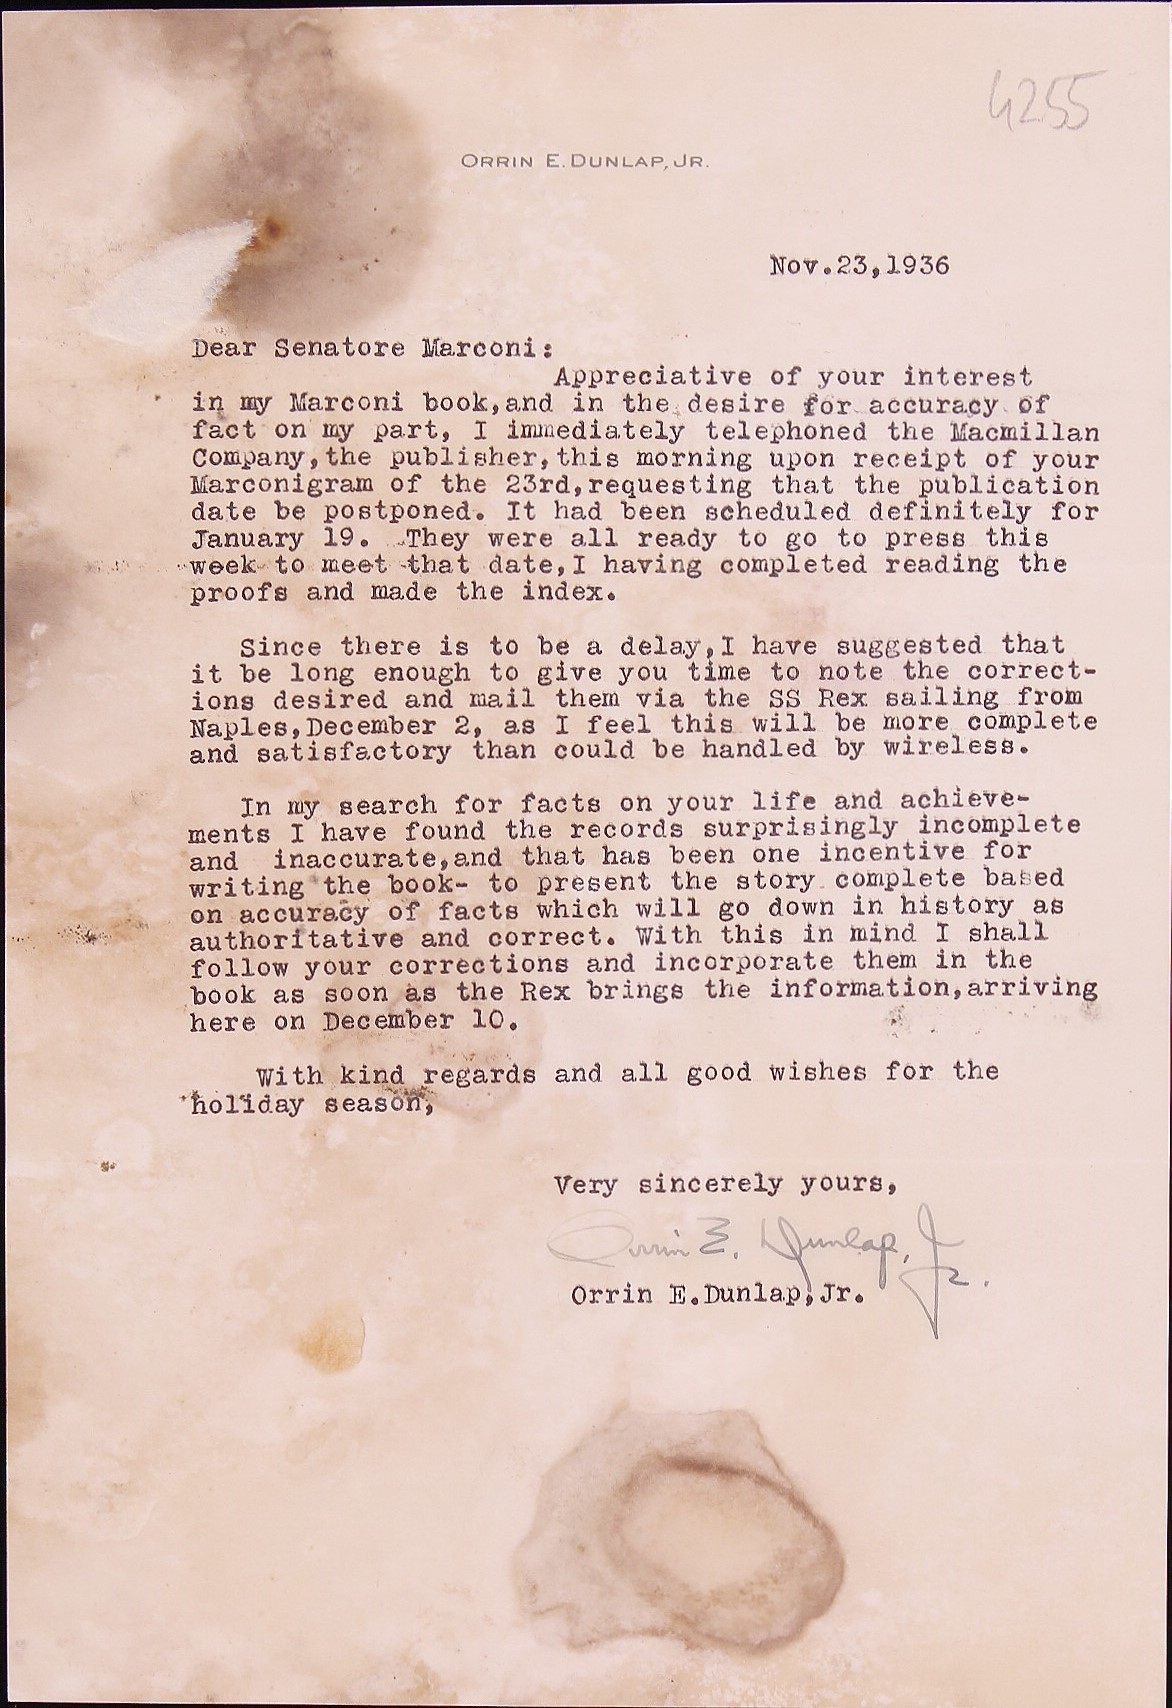 4255
ORRIN E. DUNLAP, JR.
Nov.23,1936
Dear Senatore Marconi:
Appreciative of your interest
in my Marconi book,and in the desire for accuracy of
fact on my part, I immediately telephoned the Macmillan
Company,the publisher,this morning upon receipt of your
Marconigram of the 23rd,requesting that the publication
date be postponed. It had been scheduled definitely for
January 19. They were all ready to go to press this
week to meet that date,I having completed reading the
proofs and made the index.
Since there is to be a delay,I have suggested that
it be long enough to give you time to note the correct-
ions desired and mail them via the SS Rex sailing from
Naples,December 2, as I feel this will be more complete
and satisfactory than could be handled by wireless.
In my search for facts on your life and achieve-
ments I have found the records surprisingly incomplete
and inaccurate,and that has been one incentive for
writing the book- to present the story complete based
on accuracy of facts which will go down in history as
authoritative and correct. With this in mind I shall
follow your corrections and incorporate them in the
book as soon as the Rex brings the information,arriving
here on December 10.
With kind regards and all good wishes for the
holiday season,
Very sincerely yours,
Orrin E. Dunlap, Jr.
Orrin E.Dunlap,Jr.